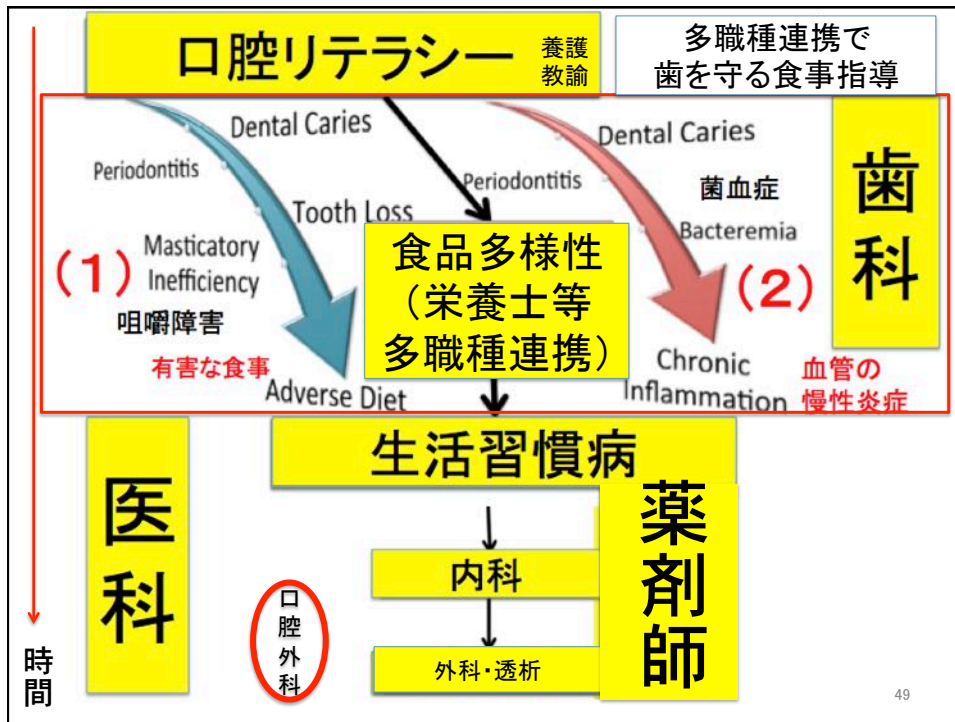 口腔リテラシー
養護
教諭
多職種連携で
歯を守る食事指導
Dental Caries
Periodontitis
Tooth Loss
(1)
Masticatory
Inefficiency
咀嚼障害
有害な食事
Adverse Diet
食品多様性
（栄養士等
多職種連携）
Dental Caries
Periodontitis
菌血症
Bacteremia
(2)
Chronic
Inflammation
血管の
慢性炎症
歯科
生活習慣病
医科
内科
薬剤師
口腔外科
外科・透析
時間
49